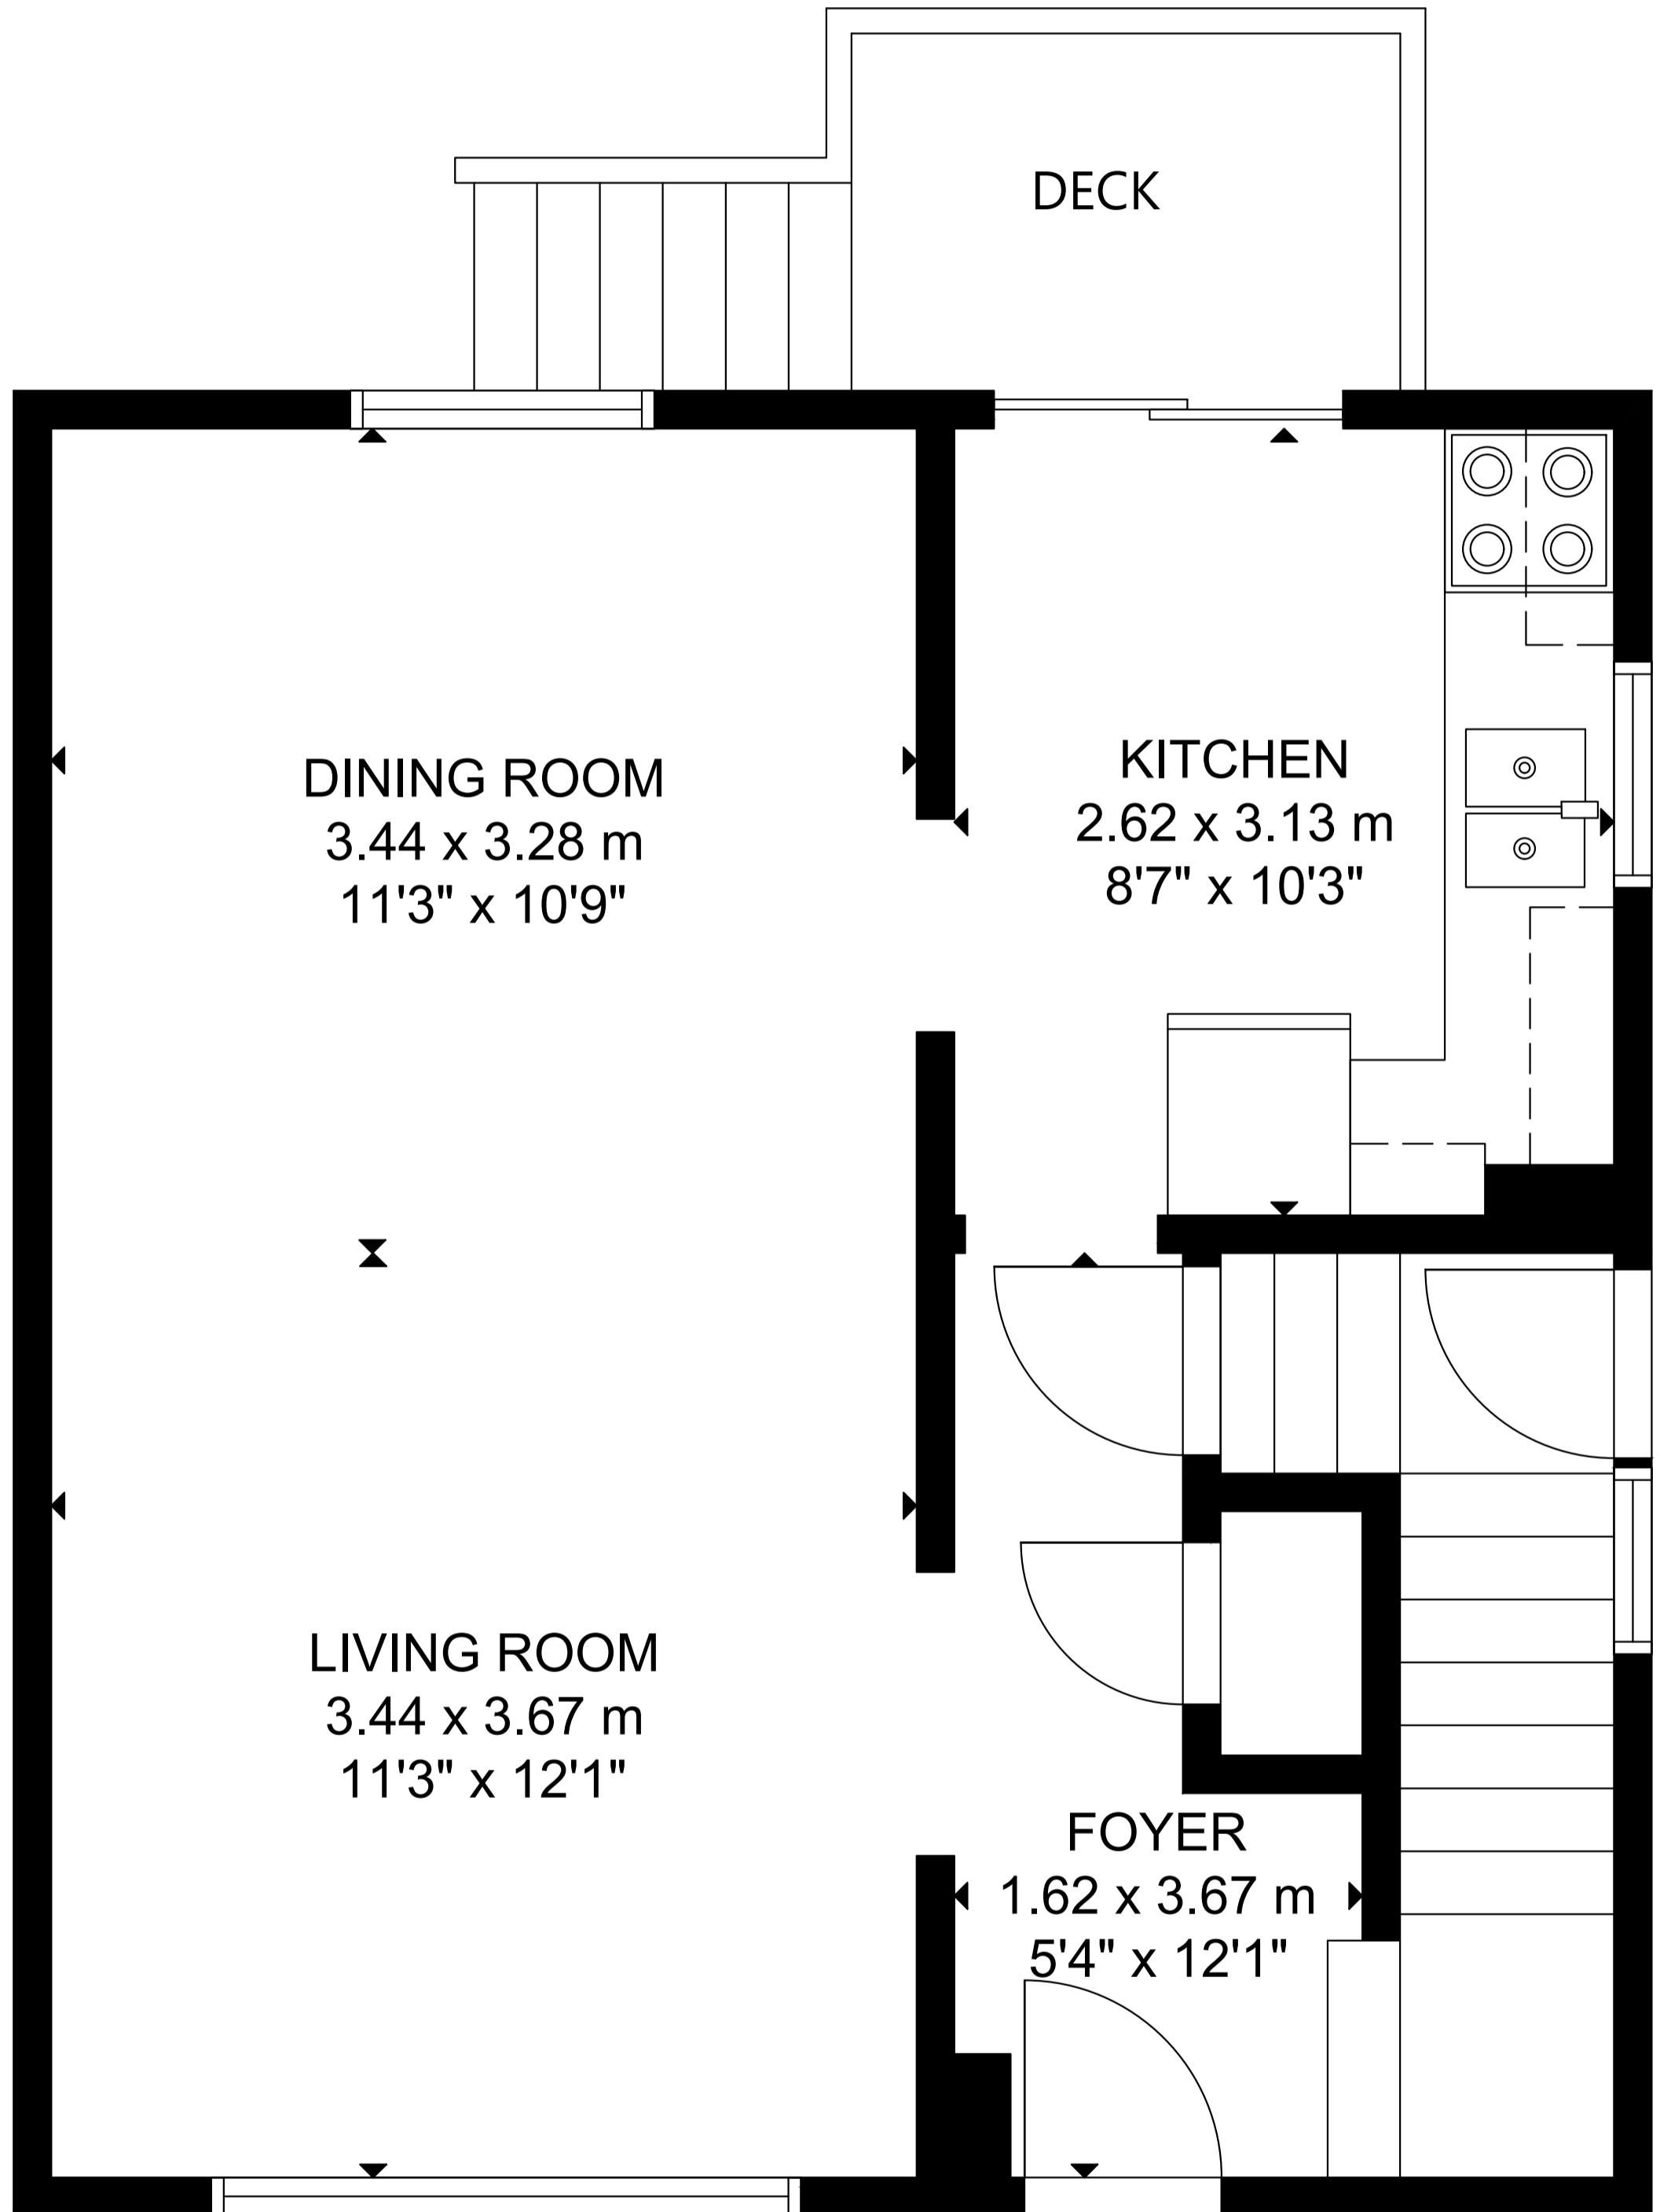 DECK
DINING ROOM
3.44 x 3.28 m
11'3" x 10'9"
KITCHEN
2.62 x 3.13 m
8'7" x 10'3"
LIVING ROOM
3.44 x 3.67 m
11'3" x 12'1"
FOYER
1.62 x 3.67 m
5'4" x 12'1"